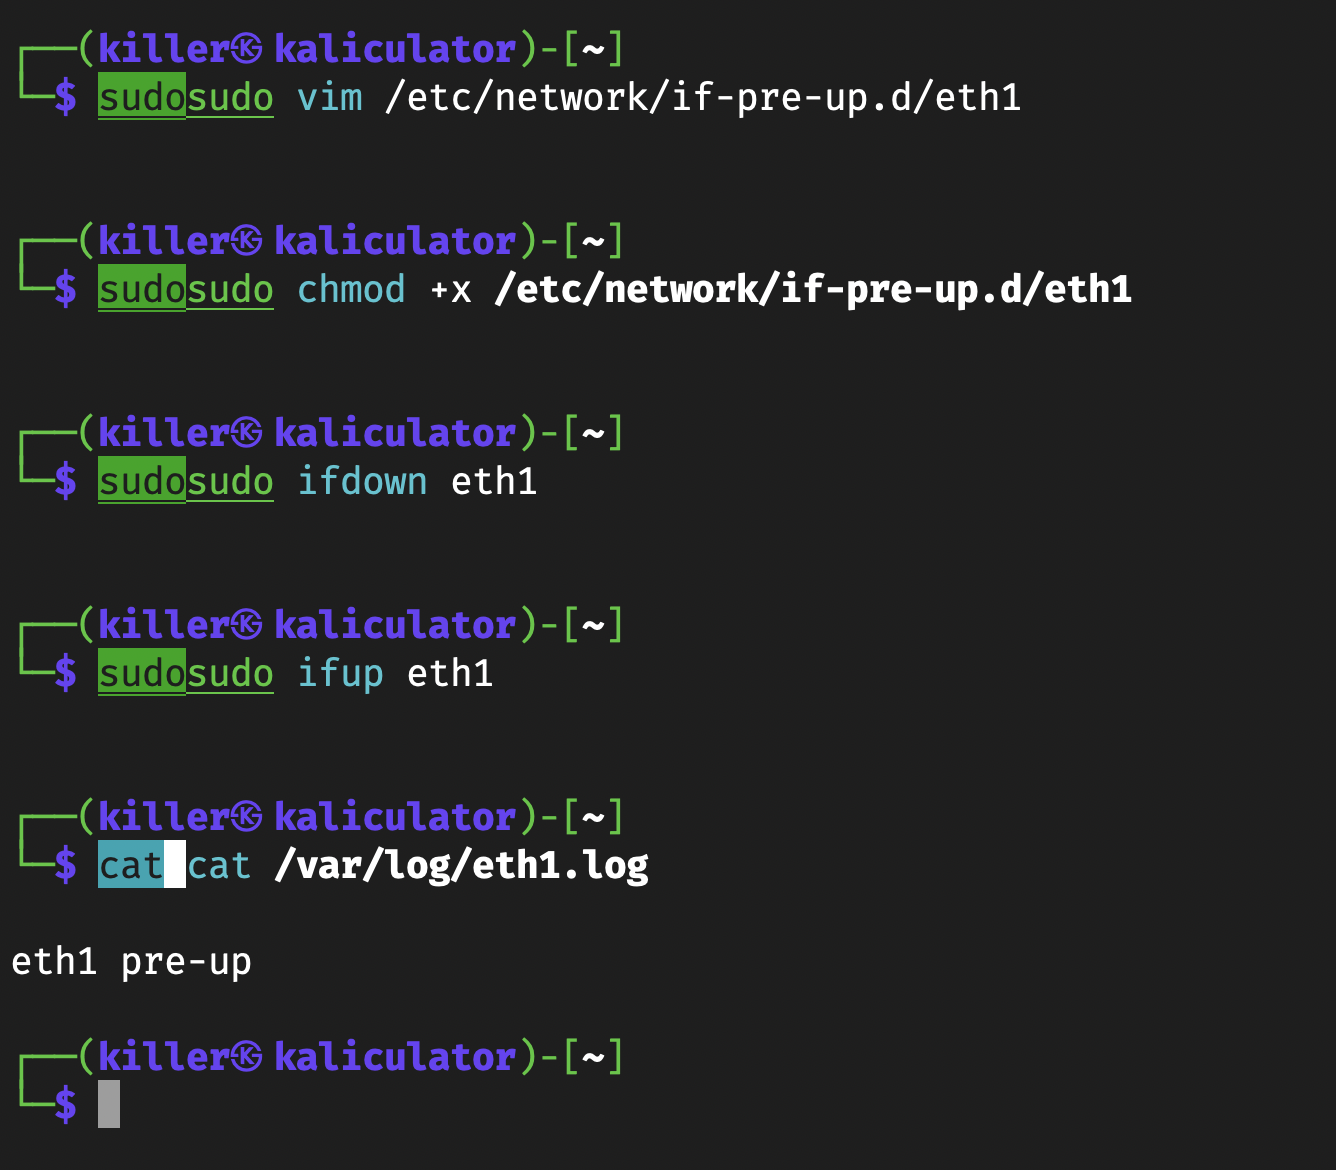 ┌──(killer㉿kaliculator)-[~]
└─$ sudosudo vim /etc/network/if-pre-up.d/eth1
┌──(killer㉿kaliculator)-[~]
└─$ sudosudo chmod +x /etc/network/if-pre-up.d/eth1
┌──(killer㉿kaliculator)-[~]
└─$ sudosudo ifdown eth1
┌──(killer㉿kaliculator)-[~]
└─$ sudosudo ifup eth1
┌──(killer㉿kaliculator)-[~]
└─$ cat cat /var/log/eth1.log
eth1 pre-up
┌──(killer㉿kaliculator)-[~]
└─$